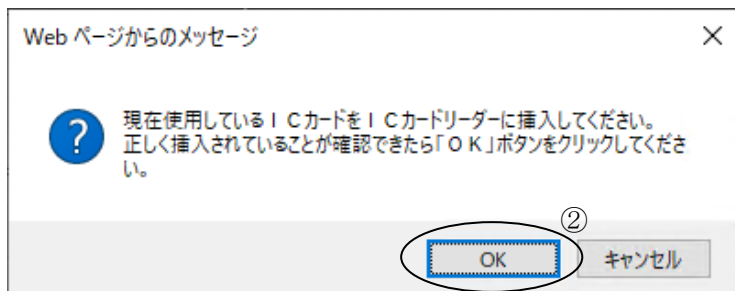 Web ページからのメッセージ
現在使用しているＩＣカードをＩＣカードリーダーに挿入してください。
正しく挿入されていることが確認できたら「ＯＫ」ボタンをクリックしてくださ
い。
②
OK キャンセル